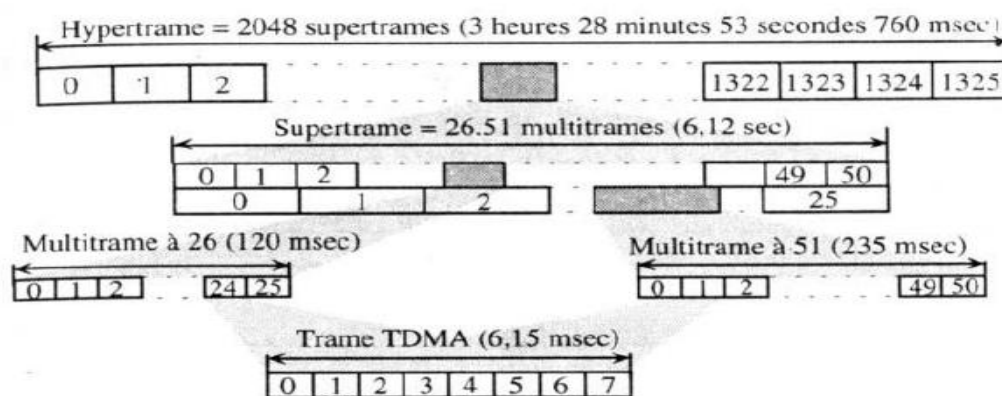 Hypertrame = 2048 supertrames (3 heures 28 minutes 53 secondes 760 msec)
0 1 2 1322 1323 1324 1325
Supertrame = 26.51 multitrames (6,12 sec)
0 1 2 49 50
0 1 2 25
Multitrame à 26 (120 msec)
Multitrame à 51 (235 msec)
0 1 2 24 25
0 1 2 49 50
Trame TDMA (6,15 msec)
0 1 2 3 4 5 6 7